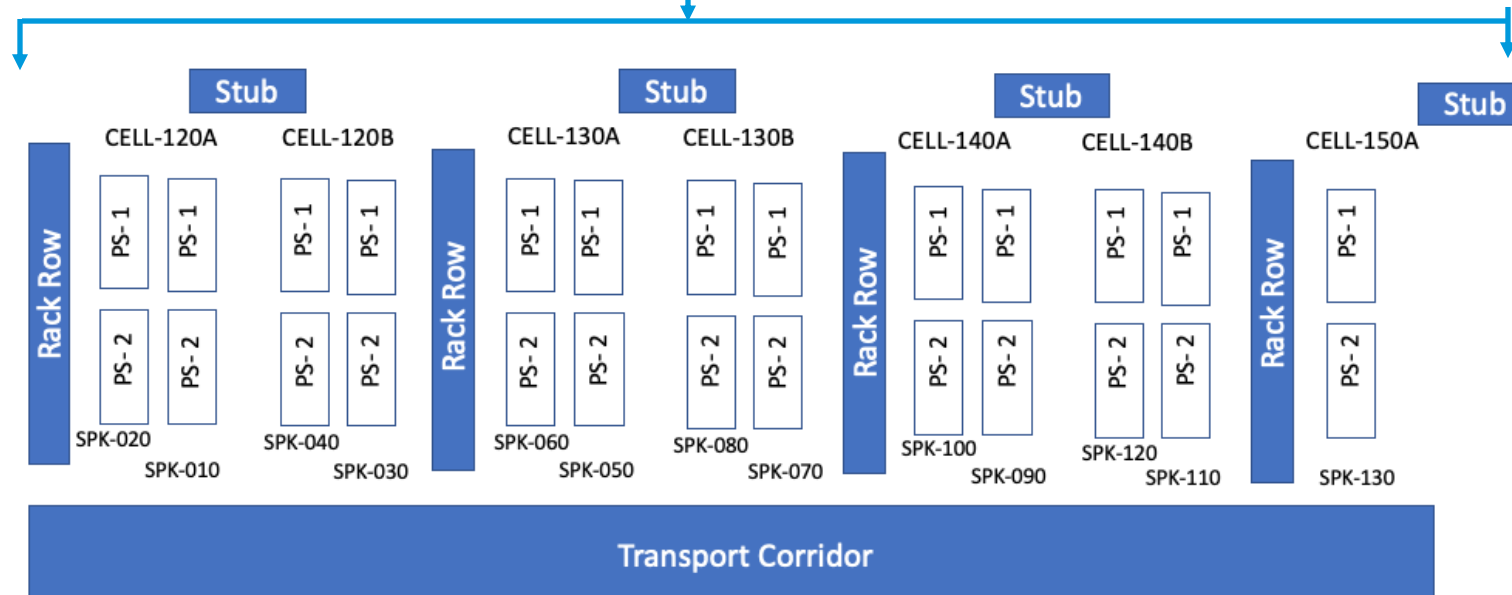 Stub
Stub
Stub
Stub
CELL-120A
CELL-120B
CELL-130A
CELL-130B
CELL-140A
CELL-140B
CELL-150A
Rack Row
PS- 1
PS- 1
PS- 1
PS- 1
Rack Row
PS- 1
PS- 1
PS- 1
PS- 1
Rack Row
PS- 1
PS- 1
PS- 1
PS- 1
Rack Row
PS- 1
PS- 2
PS- 2
PS- 2
PS- 2
PS- 2
PS- 2
PS- 2
PS- 2
PS- 2
PS- 2
PS- 2
PS- 2
PS- 2
SPK-020
SPK-010
SPK-040
SPK-030
SPK-060
SPK-050
SPK-080
SPK-070
SPK-100
SPK-090
SPK-120
SPK-110
SPK-130
Transport Corridor